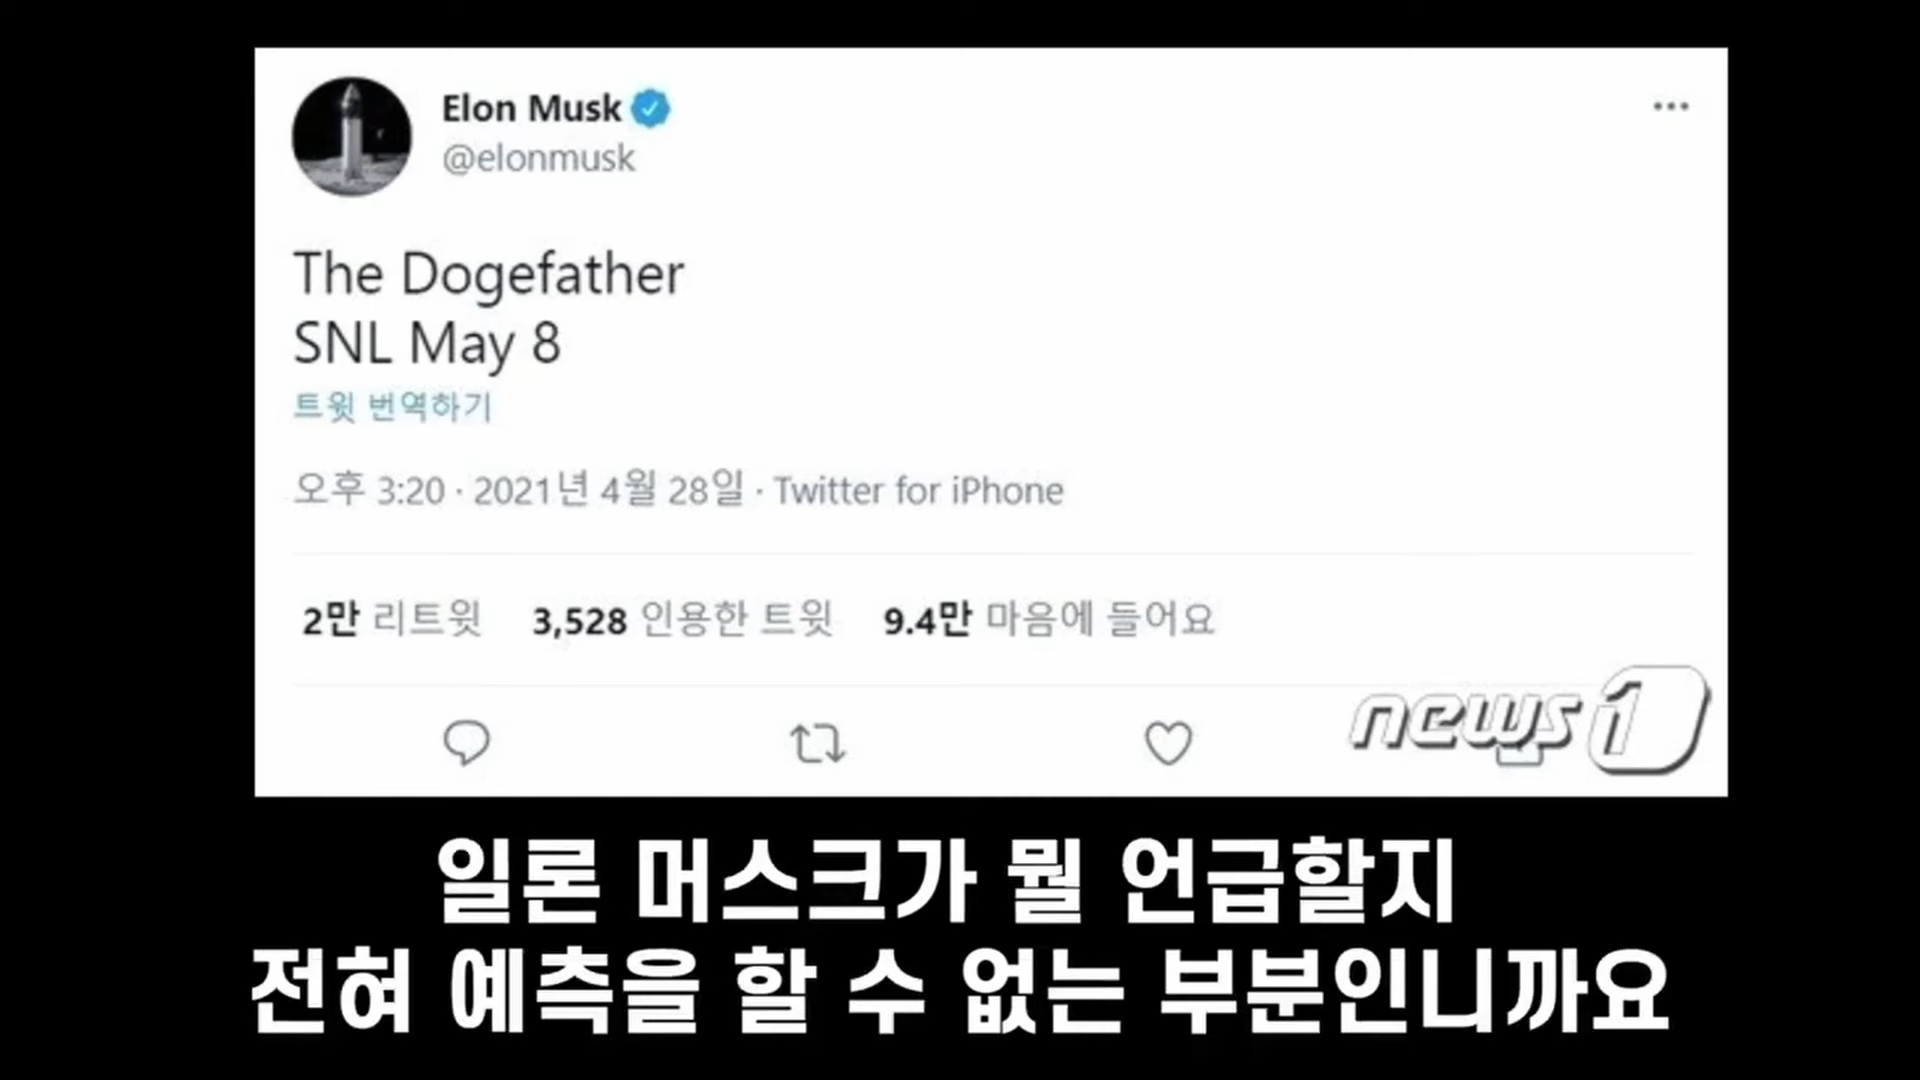 Elon Musk
@elonmusk
The Dogefather
SNL May 8
트윗 번역하기
오후 3:20 · 2021년 4월 28일 · Twitter for iPhone
2만 리트윗 3,528 인용한 트윗 9.4만 마음에 들어요
news1
일론 머스크가 뭘 언급할지
전혀 예측을 할 수 없는 부분인니까요